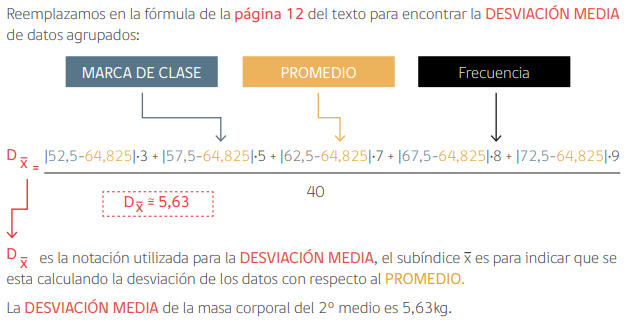 Reemplazamos en la fórmula de la página 12 del texto para encontrar la DESVIACIÓN MEDIA
de datos agrupados:
MARCA DE CLASE PROMEDIO Frecuencia
D x̅ = |52,5-64,825|·3 + |57,5-64,825|·5 + |62,5-64,825|·7 + |67,5-64,825|·8 + |72,5-64,825|·9
40
Dx̅ ≅ 5,63
D x̅ es la notación utilizada para la DESVIACIÓN MEDIA, el subíndice x̅ es para indicar que se
esta calculando la desviación de los datos con respecto al PROMEDIO.
La DESVIACIÓN MEDIA de la masa corporal del 2º medio es 5,63kg.